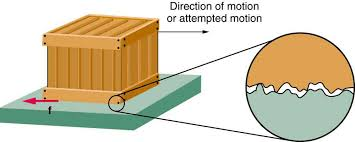 Direction of motion
or attempted motion
f